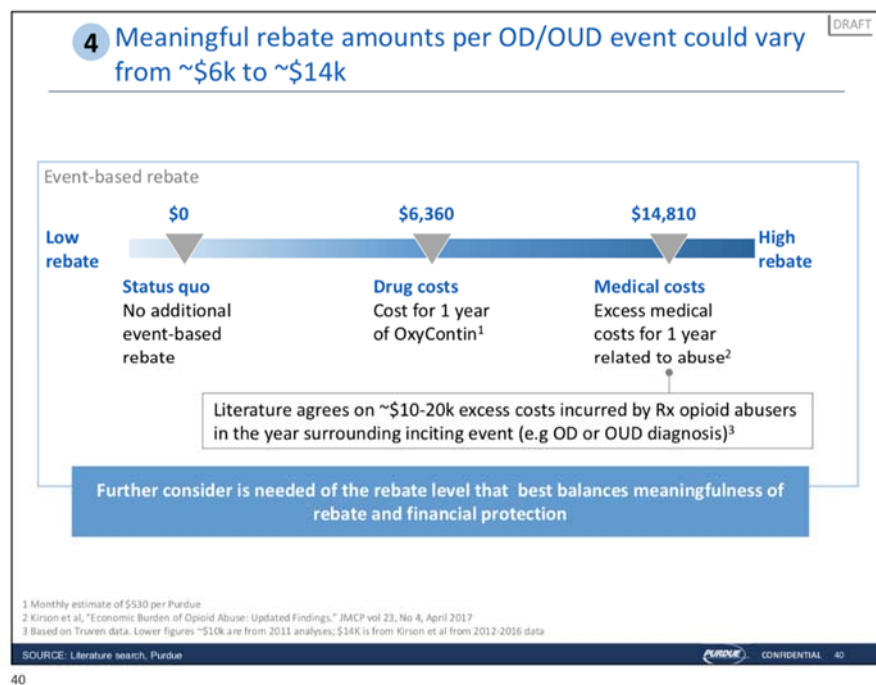 DRAFT
4 Meaningful rebate amounts per OD/OUD event could vary
from ~$6k to ~$14k
Event-based rebate
$0
$6,360
$14,810
Low
rebate
High
rebate
Status quo
No additional
event-based
rebate
Drug costs
Cost for 1 year
of OxyContin1
Medical costs
Excess medical
costs for 1 year
related to abuse2
Literature agrees on ~$10-20k excess costs incurred by Rx opioid abusers
in the year surrounding inciting event (e.g OD or OUD diagnosis)3
Further consider is needed of the rebate level that best balances meaningfulness of
rebate and financial protection
1 Monthly estimate of $530 per Purdue
2 Kirson et al, "Economic Burden of Opioid Abuse: Updated Findings." JMCP vol 23, No 4, April 2017
3 Based on Truven data. Lower figures ~$10k are from 2011 analyses; $14K is from Kirson et al from 2012-2016 data
SOURCE: Literature search, Purdue
PURDUE CONFIDENTIAL 40
40